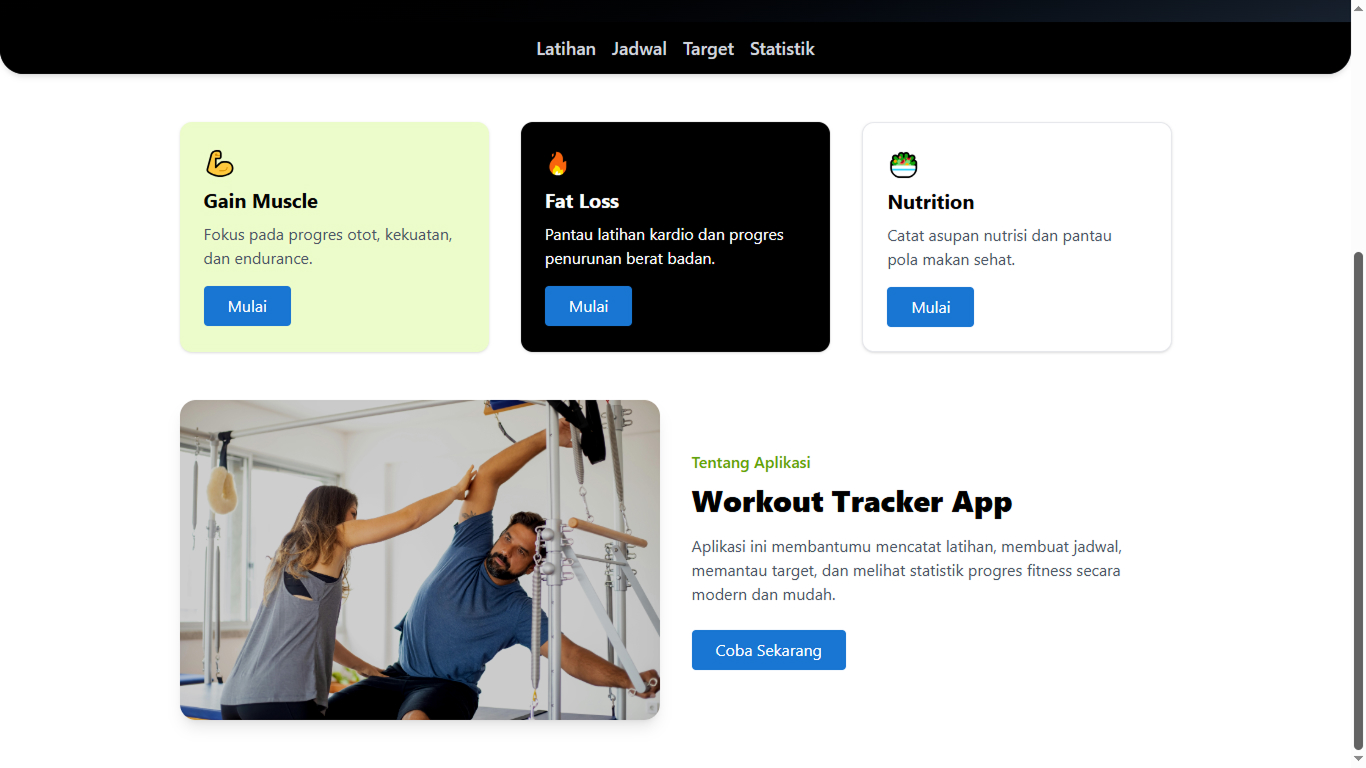 Latihan Jadwal Target Statistik
Gain Muscle
Fokus pada progres otot, kekuatan,
dan endurance.
Mulai
Fat Loss
Pantau latihan kardio dan progres
penurunan berat badan.
Mulai
Nutrition
Catat asupan nutrisi dan pantau
pola makan sehat.
Mulai
Tentang Aplikasi
Workout Tracker App
Aplikasi ini membantumu mencatat latihan, membuat jadwal,
memantau target, dan melihat statistik progres fitness secara
modern dan mudah.
Coba Sekarang